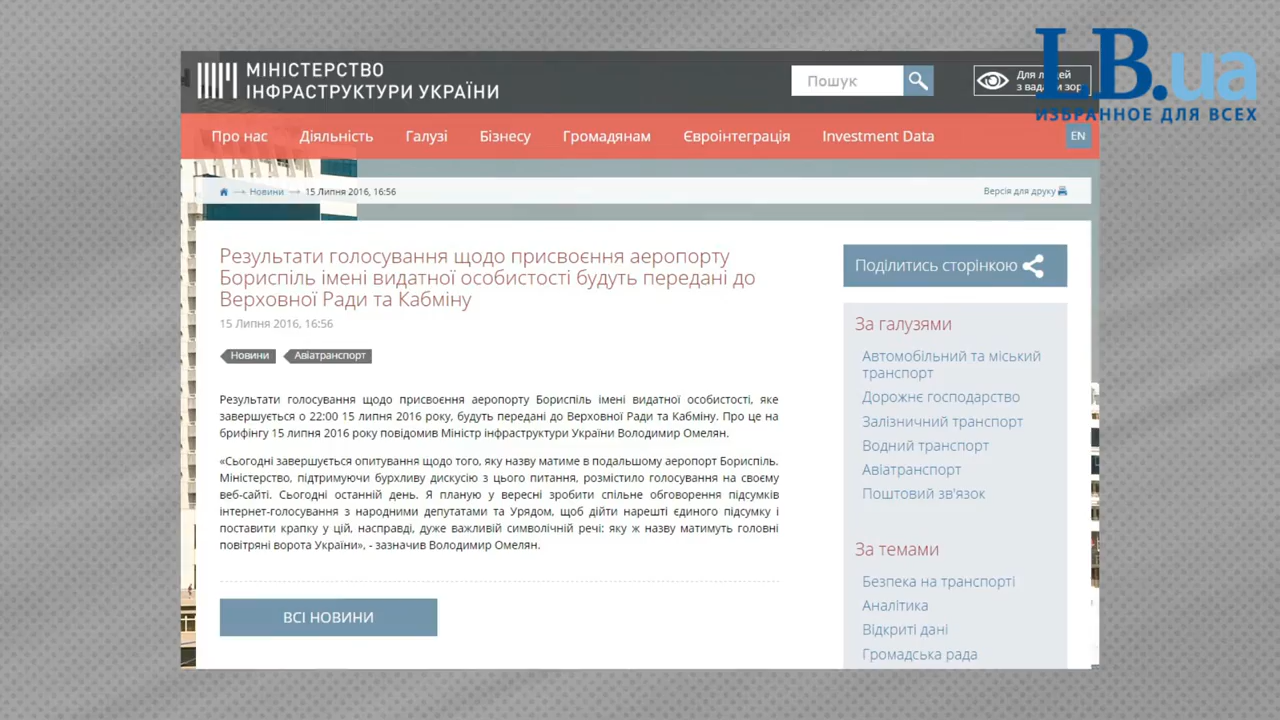 МІНІСТЕРСТВО
ІНФРАСТРУКТУРИ УКРАЇНИ
Пошук
Для людей
з вадами зору
LB.ua
ИЗБРАННОЕ ДЛЯ ВСЕХ
Про нас
Діяльність
Галузі
Бізнесу
Громадянам
Євроінтеграція
Investment Data
EN
Новини
15 Липня 2016, 16:56
Версія для друку
Результати голосування щодо присвоєння аеропорту
Бориспіль імені видатної особистості будуть передані до
Верховної Ради та Кабміну
15 Липня 2016, 16:56
Новини
Авіатранспорт
Результати голосування щодо присвоєння аеропорту Бориспіль імені видатної особистості, яке
завершується о 22:00 15 липня 2016 року, будуть передані до Верховної Ради та Кабміну. Про це на
брифінгу 15 липня 2016 року повідомив Міністр інфраструктури України Володимир Омелян.
«Сьогодні завершується опитування щодо того, яку назву матиме в подальшому аеропорт Бориспіль.
Міністерство, підтримуючи бурхливу дискусію з цього питання, розмістило голосування на своєму
веб-сайті. Сьогодні останній день. Я планую у вересні зробити спільне обговорення підсумків
інтернет-голосування з народними депутатами та Урядом, щоб дійти нарешті єдиного підсумку і
поставити крапку у цій, насправді, дуже важливій символічній речі: яку ж назву матимуть головні
повітряні ворота України», - зазначив Володимир Омелян.
ВСІ НОВИНИ
Поділитись сторінкою
За галузями
Автомобільний та міський
транспорт
Дорожнє господарство
Залізничний транспорт
Водний транспорт
Авіатранспорт
Поштовий зв'язок
За темами
Безпека на транспорті
Аналітика
Відкриті дані
Громадська рада